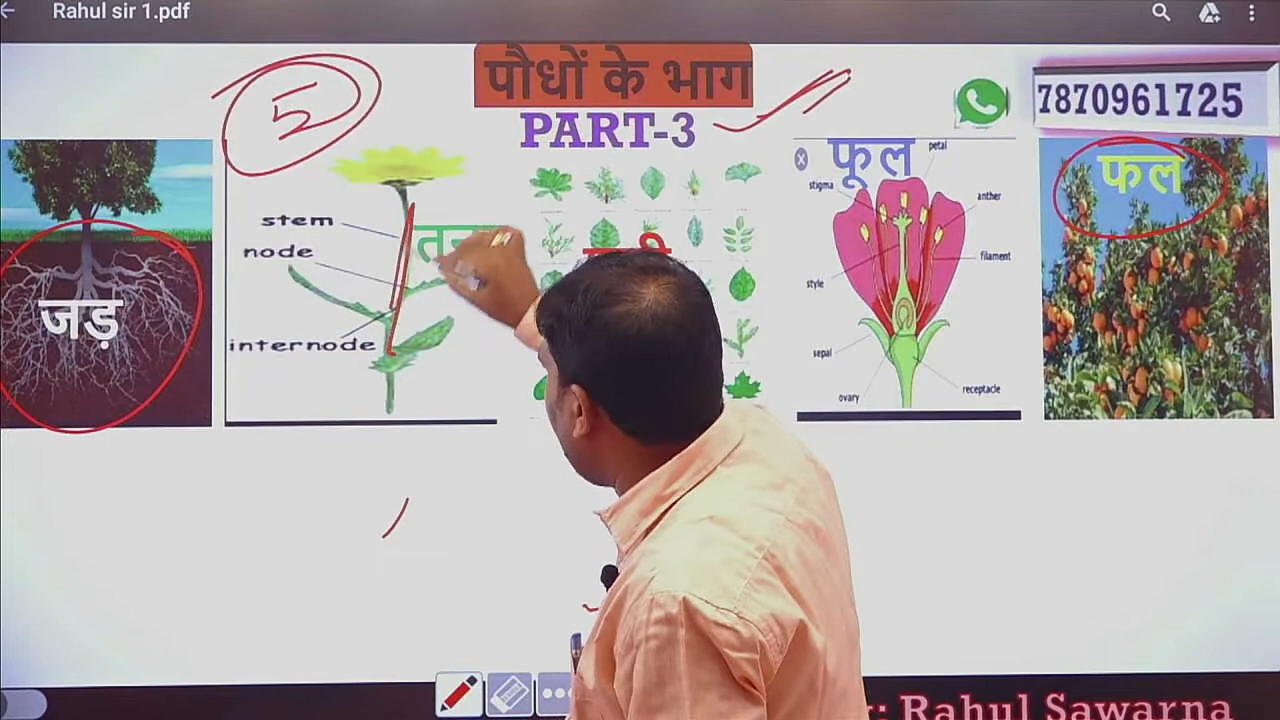 Rahul sir 1.pdf
पौधों के भाग
PART-3
7870961725
5
जड़
stem
node
internode
फूल
petal
stigma
anther
filament
style
sepal
ovary
receptacle
फल
Rahul Sawarna